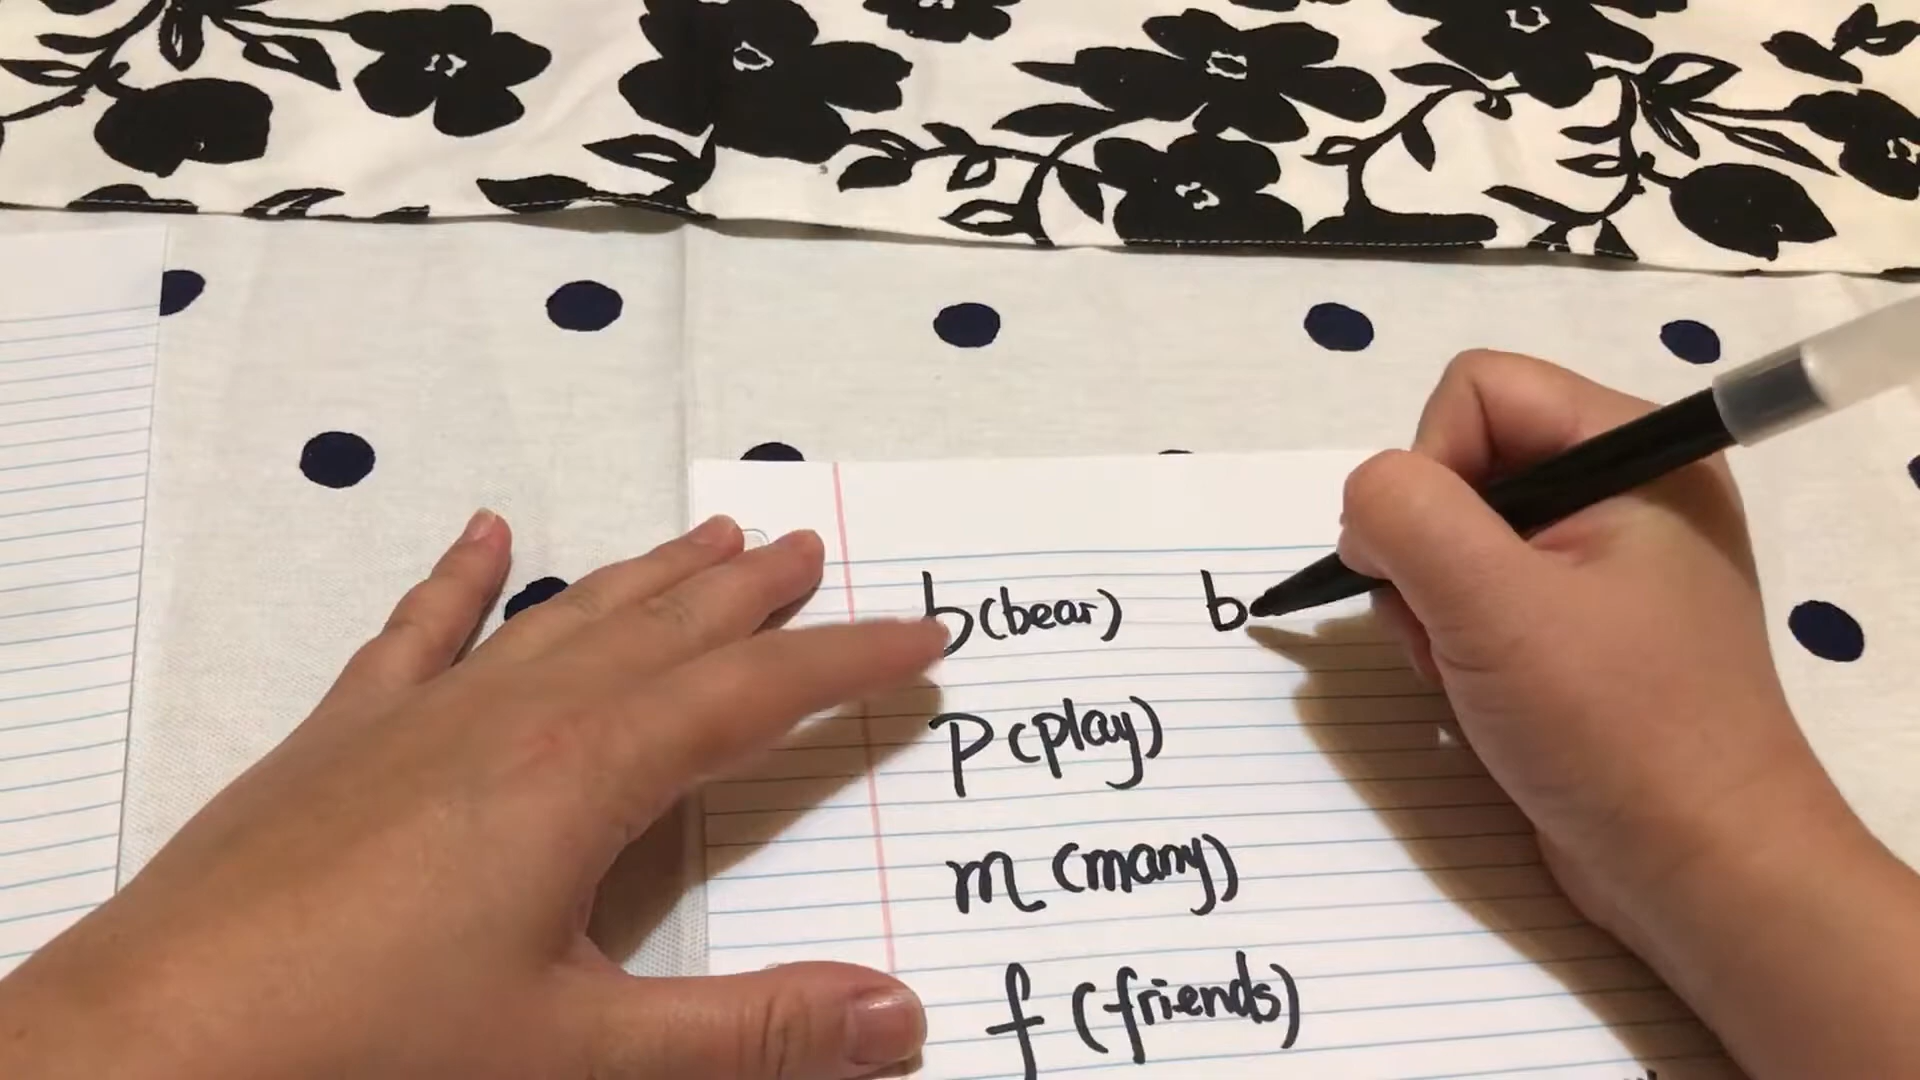 b (bear) b
p (play)
m (many)
f (friends)